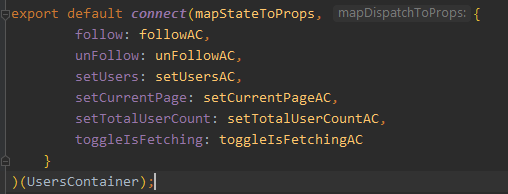 export default connect(mapStateToProps, mapDispatchToProps: {
follow: followAC,
unFollow: unFollowAC,
setUsers: setUsersAC,
setCurrentPage: setCurrentPageAC,
setTotalUserCount: setTotalUserCountAC,
toggleIsFetching: toggleIsFetchingAC
}
)(UsersContainer);